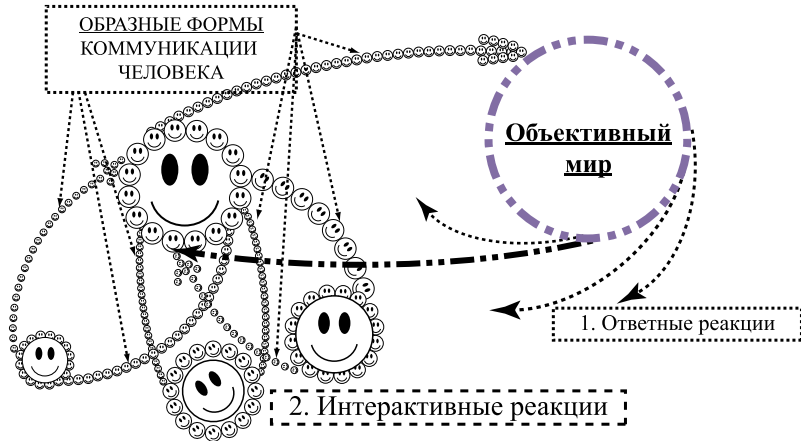 ОБРАЗНЫЕ ФОРМЫ
КОММУНИКАЦИИ
ЧЕЛОВЕКА
Объективный
мир
1. Ответные реакции
2. Интерактивные реакции